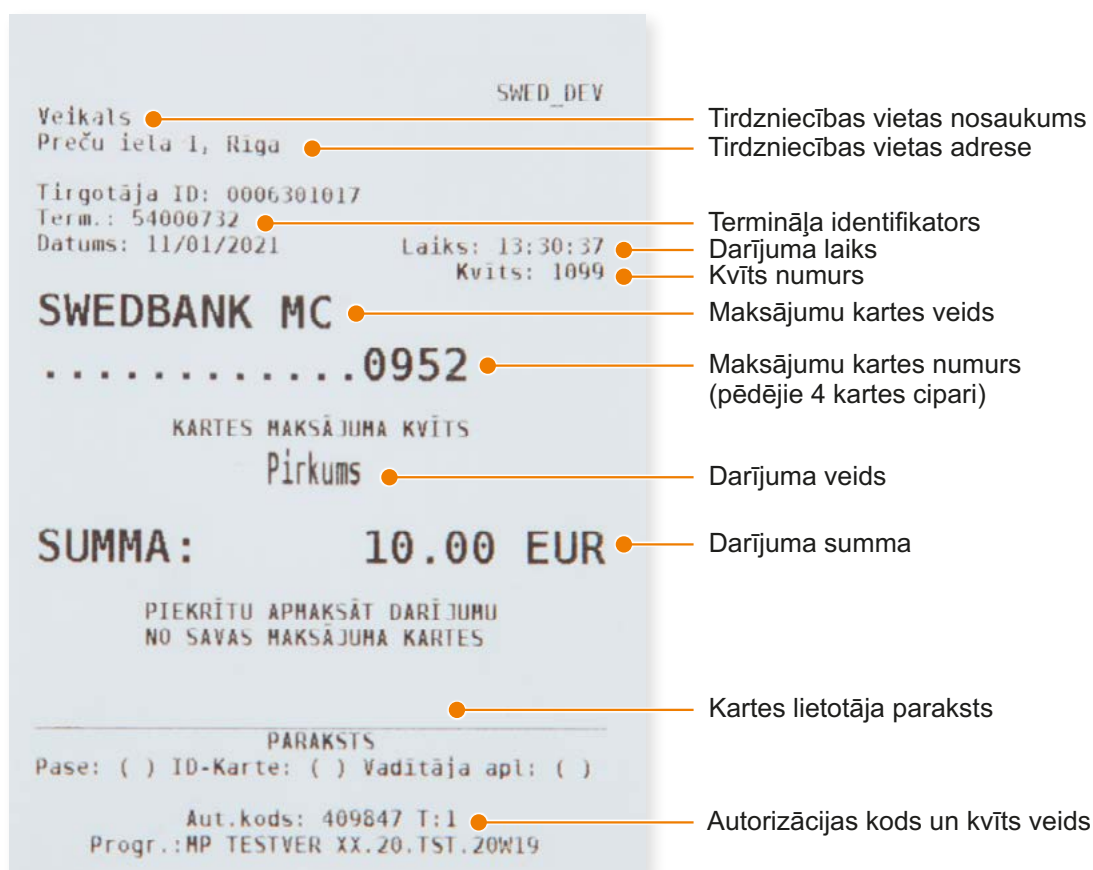 SWED_DEV
Veikals
Tirdzniecības vietas nosaukums
Preču iela 1, Rīga
Tirdzniecības vietas adrese
Tirgotāja ID: 0006301017
Term.: 54000732
Termināļa identifikators
Datums: 11/01/2021 Laiks: 13:30:37
Darījuma laiks
Kvīts: 1099
Kvīts numurs
SWEDBANK MC
Maksājumu kartes veids
............0952
Maksājumu kartes numurs
(pēdējie 4 kartes cipari)
KARTES MAKSĀJUMA KVĪTS
Pirkums
Darījuma veids
SUMMA: 10.00 EUR
Darījuma summa
PIEKRĪTU APMAKSĀT DARĪJUMU
NO SAVAS MAKSĀJUMA KARTES
Kartes lietotāja paraksts
PARAKSTS
Pase: ( ) ID-Karte: ( ) Vadītāja apl: ( )
Aut.kods: 409847 T:1
Autorizācijas kods un kvīts veids
Progr.:MP TESTVER XX.20.TST.20W19